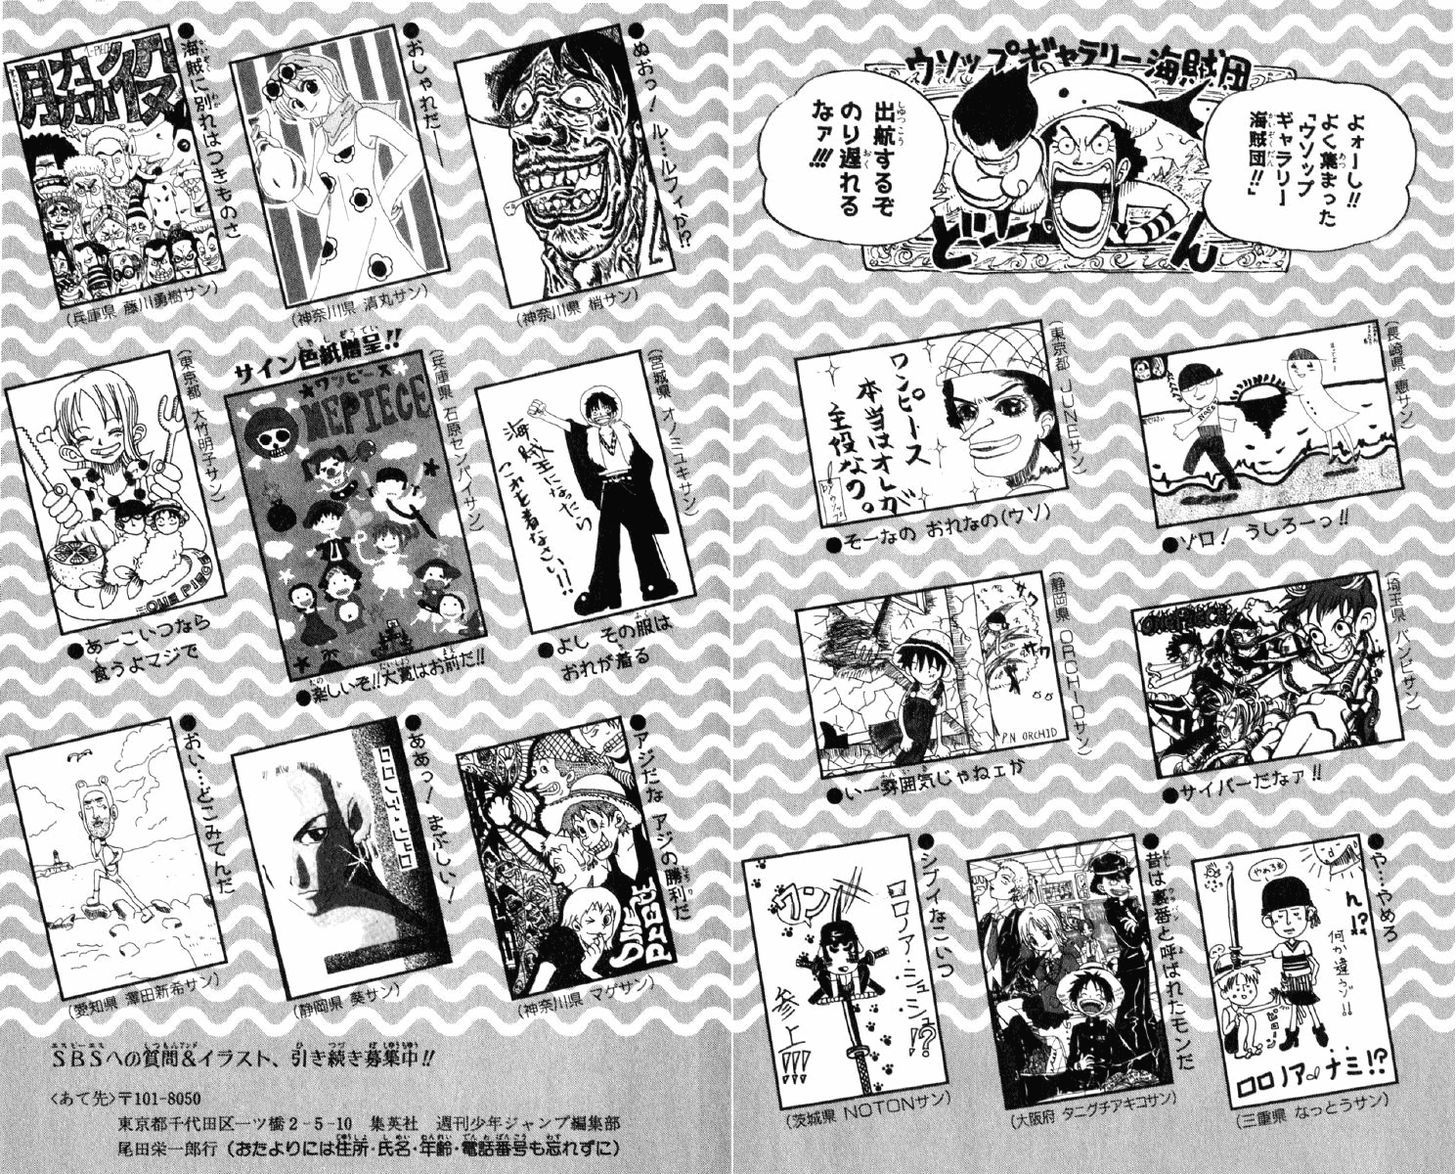 ウソップギャラリー海賊団
よォーし!!
よく集まった
「ウソップ
ギャラリー
海賊団!!」
出航するぞ
のり遅れる
なァ!!!
どーん
(長崎県 恵サン)
●ゾロ! うしろーっ!!
(東京都 JUNEサン)
ワンピース
本当はオレが
主役なの。
●そーなの おれなの(ウソ)
(埼玉県 バンビサン)
●サイバーだなァ!!
(静岡県 ORCHIDサン)
P.N ORCHID
●いー雰囲気じゃねェか
●や…やめろ
ん!?
何か違うゾ!!
ロロノア・ナミ!?
(三重県 なっとうサン)
●昔は裏番と呼ばれたモンだ
(大阪府 タニグチアキコサン)
●シブイなこいつ
ワン
ロロノア・シュシュ!?
参上!!!
(茨城県 NOTONサン)
●ぬおっ! ル…ルフィか!?
(神奈川県 梢サン)
●おしゃれだー
(神奈川県 清丸サン)
●海賊に別れはつきものさ
(兵庫県 藤川勇樹サン)
(宮城県 オノミユキサン)
海賊王になったら
これを着なさい!!
●よし その服は
おれが着る
サイン色紙贈呈!!
(兵庫県 石原センパイサン)
★ワンピース★
ONE PIECE
●楽しいぞ!!大賞はお前だ!!
(東京都 大竹明子サン)
●あーこいつなら
食うよマジで
●アジだな アジの勝利だ
ONE PIECE
(神奈川県 マゲサン)
●ああっ! まぶしい!
(静岡県 葵サン)
●おい…どこみてんだ
(愛知県 澤田新希サン)
SBSへの質問&イラスト、引き続き募集中!!
〈あて先〉〒101-8050
東京都千代田区一ツ橋2-5-10 集英社 週刊少年ジャンプ編集部
尾田栄一郎行(おたよりには住所・氏名・年齢・電話番号も忘れずに)